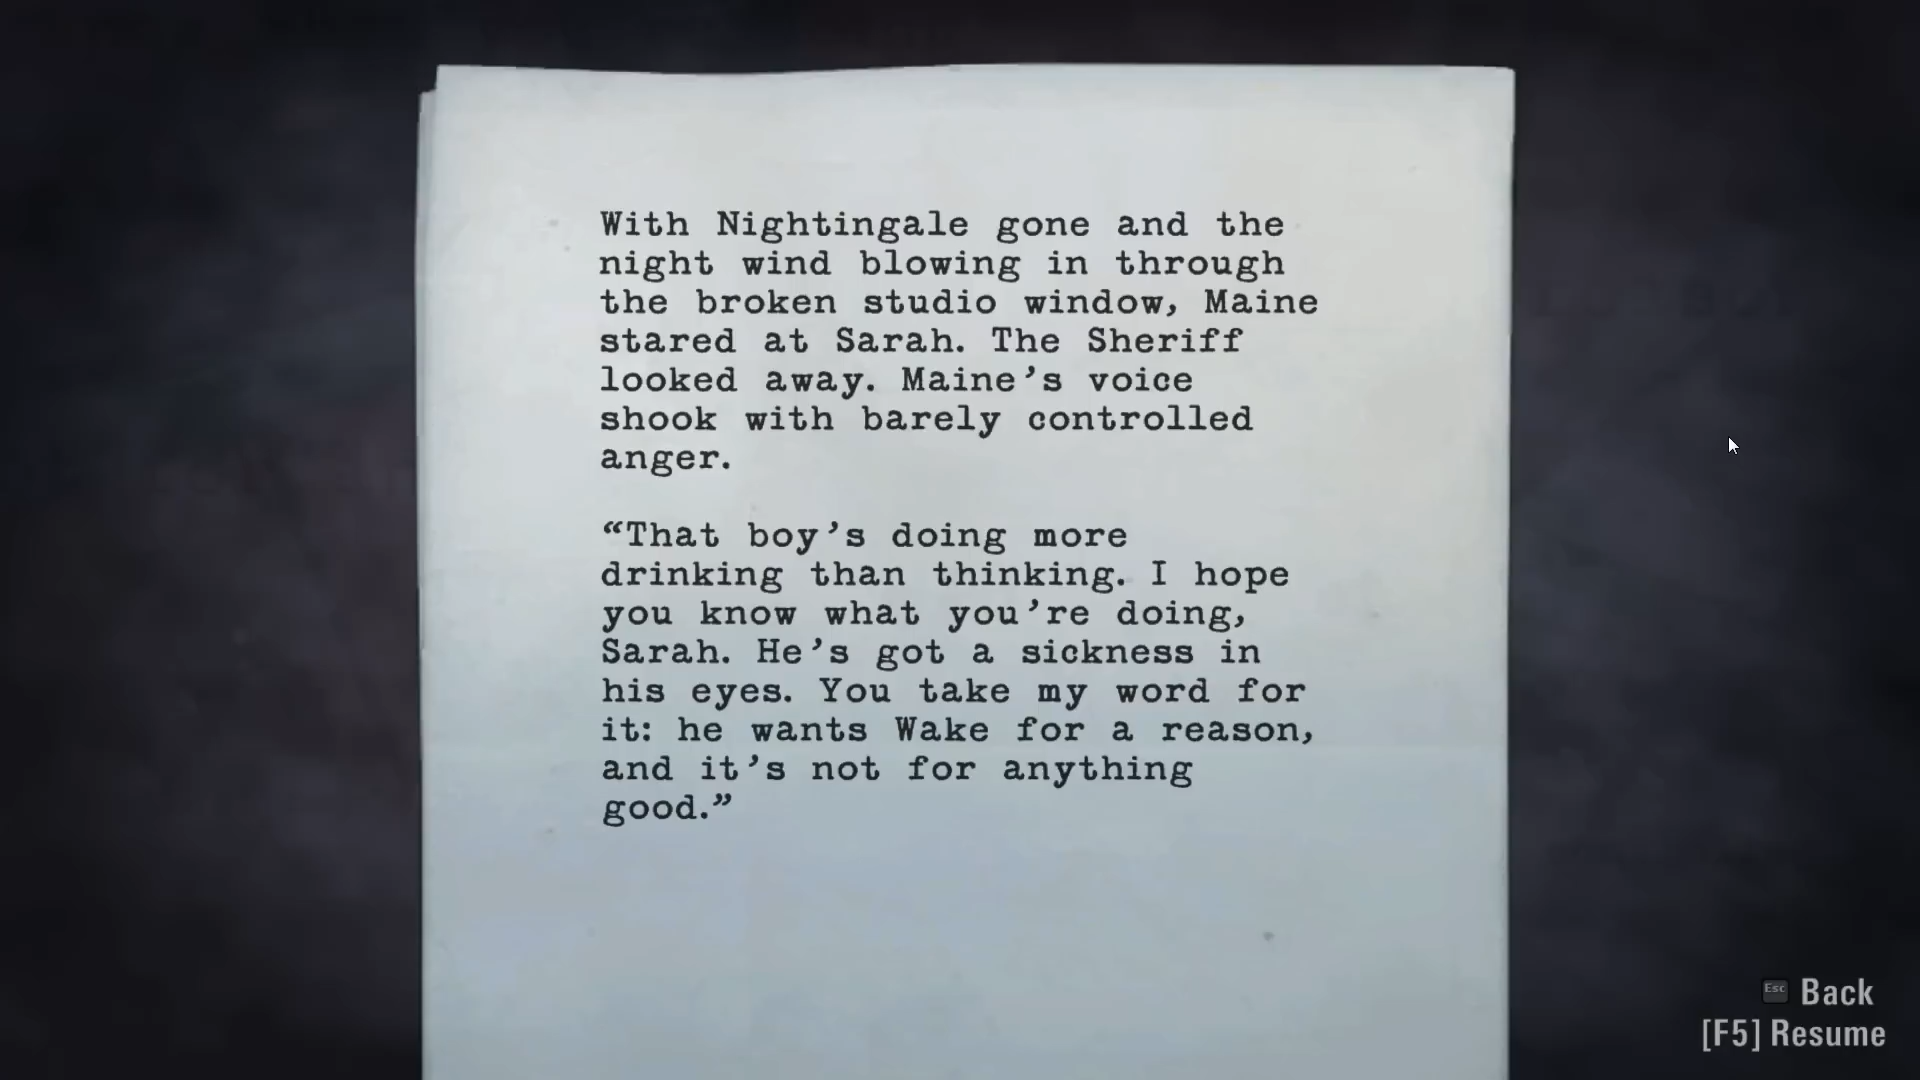 With Nightingale gone and the
night wind blowing in through
the broken studio window, Maine
stared at Sarah. The Sheriff
looked away. Maine’s voice
shook with barely controlled
anger.
“That boy’s doing more
drinking than thinking. I hope
you know what you’re doing,
Sarah. He’s got a sickness in
his eyes. You take my word for
it: he wants Wake for a reason,
and it’s not for anything
good.”
Esc Back
[F5] Resume